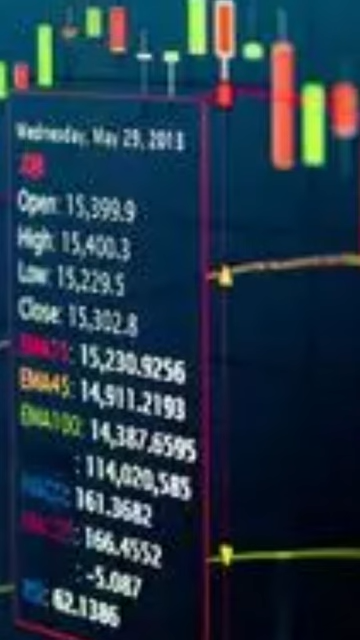 Wednesday, May 29, 2013
Open: 15,399.9
High: 15,400.3
Low: 15,229.5
Close: 15,302.8
: 15,230.9256
EMA45: 14,911.2193
EMA100: 14,387.6595
: 114,020,585
: 161.3682
: 166.4552
: -5.087
: 62.1386